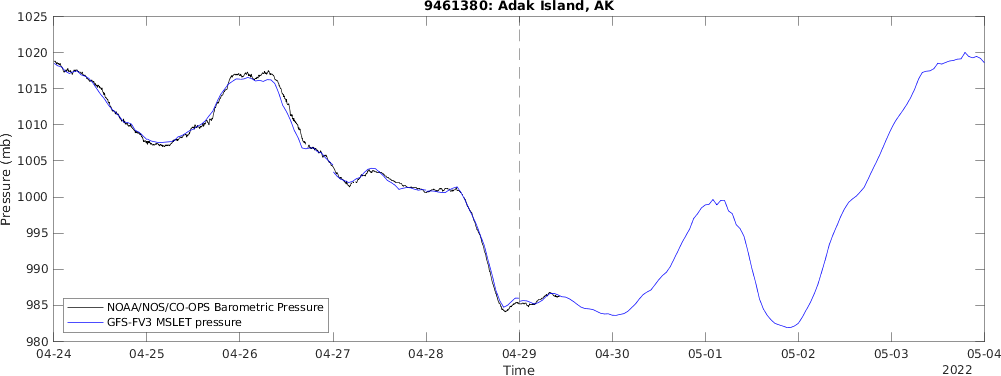 9461380: Adak Island, AK
1025
1020
1015
1010
1005
1000
995
990
985
980
Pressure (mb)
NOAA/NOS/CO-OPS Barometric Pressure
GFS-FV3 MSLET pressure
04-24 04-25 04-26 04-27 04-28 04-29 04-30 05-01 05-02 05-03 05-04
Time
2022